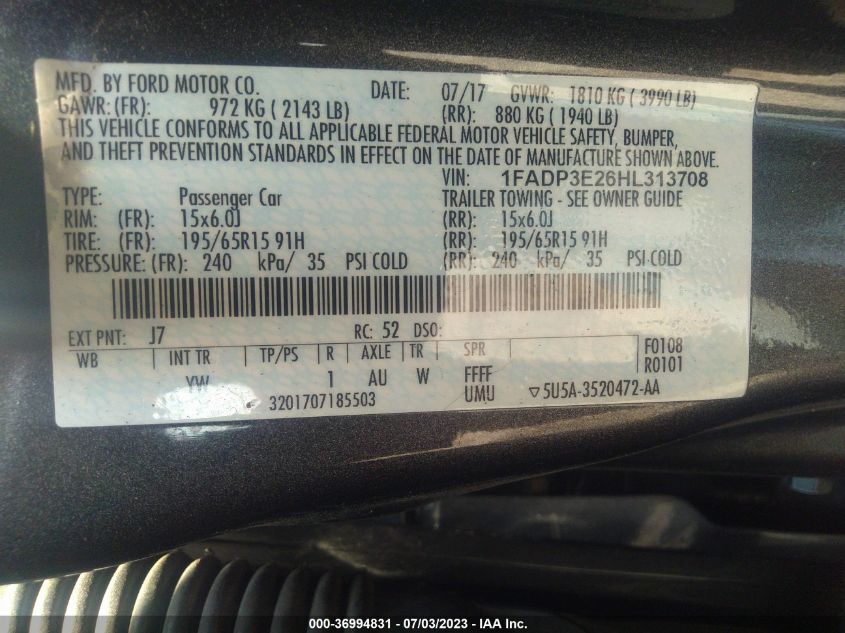 MFD. BY FORD MOTOR CO. DATE: 07/17 GVWR: 1810 KG ( 3990 LB)
GAWR: (FR): 972 KG ( 2143 LB) (RR): 880 KG ( 1940 LB)
THIS VEHICLE CONFORMS TO ALL APPLICABLE FEDERAL MOTOR VEHICLE SAFETY, BUMPER,
AND THEFT PREVENTION STANDARDS IN EFFECT ON THE DATE OF MANUFACTURE SHOWN ABOVE.
VIN: 1FADP3E26HL313708
TYPE: Passenger Car TRAILER TOWING - SEE OWNER GUIDE
RIM: (FR): 15x6.0J (RR): 15x6.0J
TIRE: (FR): 195/65R15 91H (RR): 195/65R15 91H
PRESSURE: (FR): 240 kPa/ 35 PSI COLD (RR): 240 kPa/ 35 PSI COLD
EXT PNT: J7 RC: 52 DSO: F0108
WB INT TR TP/PS R AXLE TR SPR R0101
YW 1 AU W FFFF
3201707185503 UMU ▽5U5A-3520472-AA
000-36994831 - 07/03/2023 - IAA Inc.